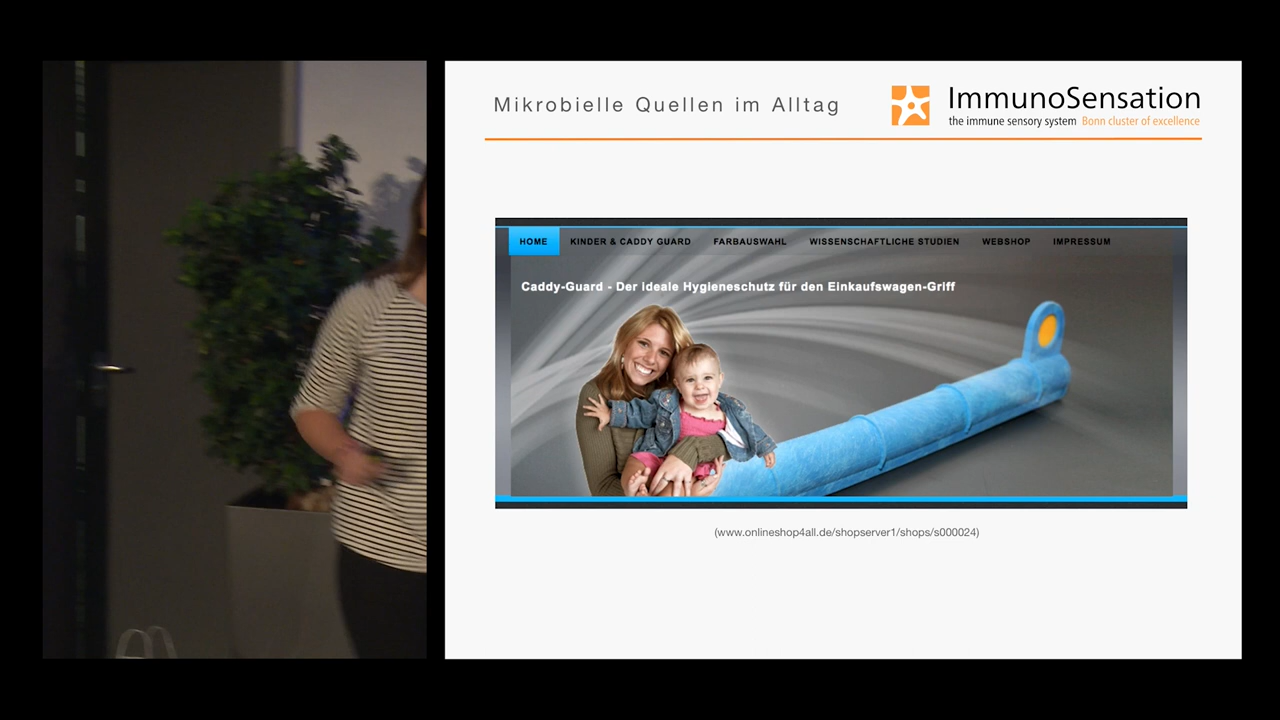 Mikrobielle Quellen im Alltag
ImmunoSensation
the immune sensory system Bonn cluster of excellence
HOME KINDER & CADDY GUARD FARBAUSWAHL WISSENSCHAFTLICHE STUDIEN WEBSHOP IMPRESSUM
Caddy-Guard - Der ideale Hygieneschutz für den Einkaufswagen-Griff
(www.onlineshop4all.de/shopserver1/shops/s000024)